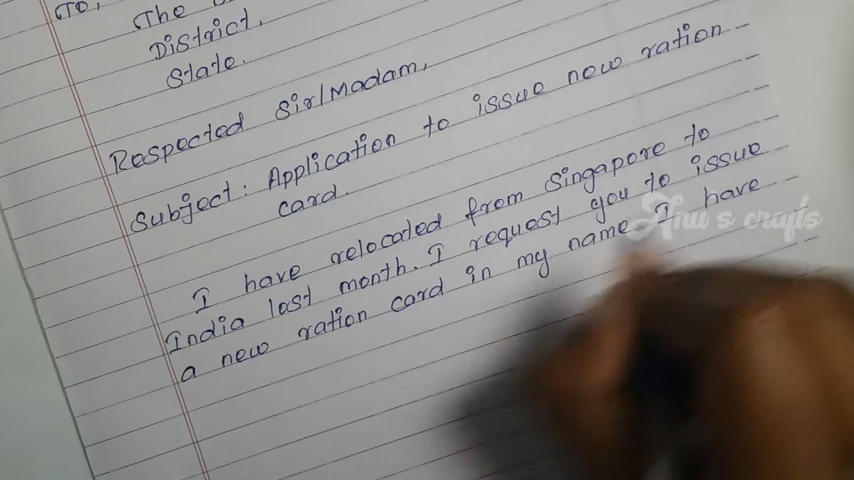 To,
The
District,
State.
Respected Sir/Madam,
Subject: Application to issue new ration
card.
I have relocated from Singapore to
India last month. I request you to issue
a new ration card in my name. I have
Anu's crafts